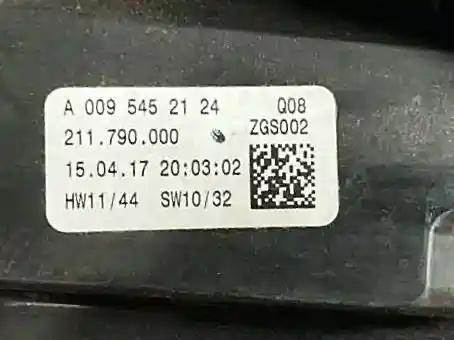 A 009 545 21 24 Q08
211.790.000 ZGS002
15.04.17 20:03:02
HW11/44 SW10/32